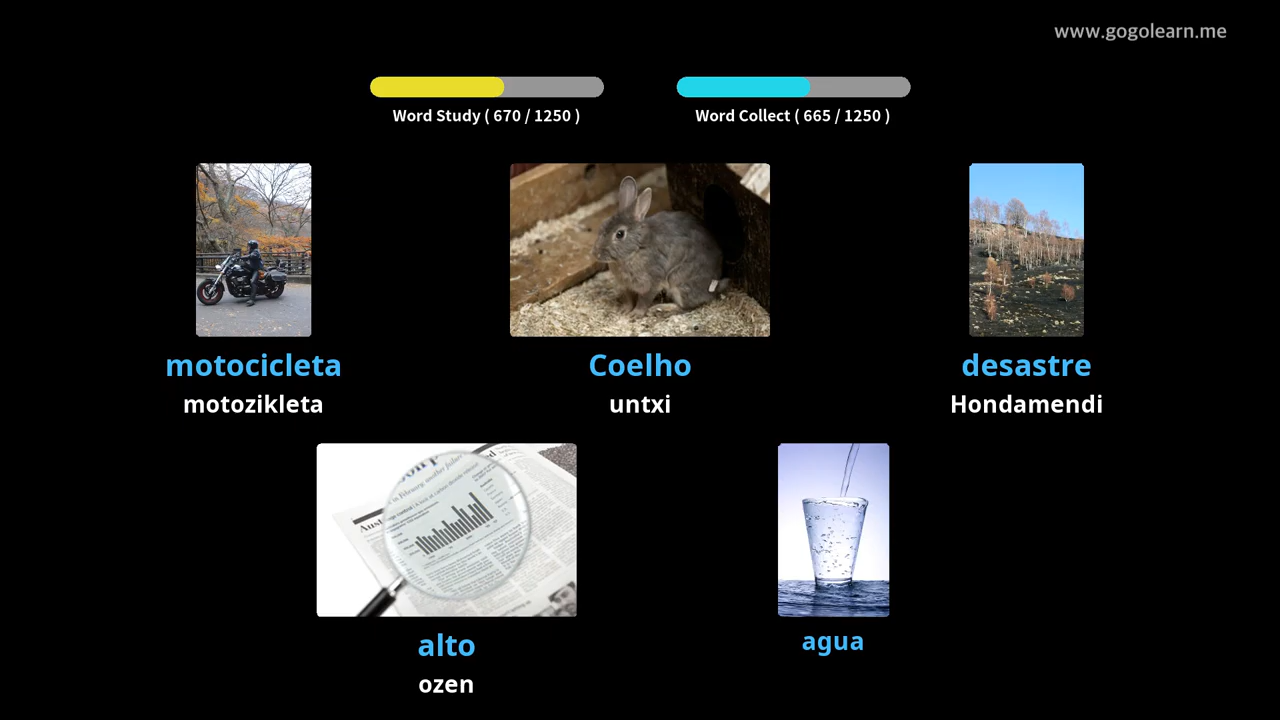 www.gogolearn.me
Word Study ( 670 / 1250 )
Word Collect ( 665 / 1250 )
motocicleta
motozikleta
Coelho
untxi
desastre
Hondamendi
alto
ozen
agua